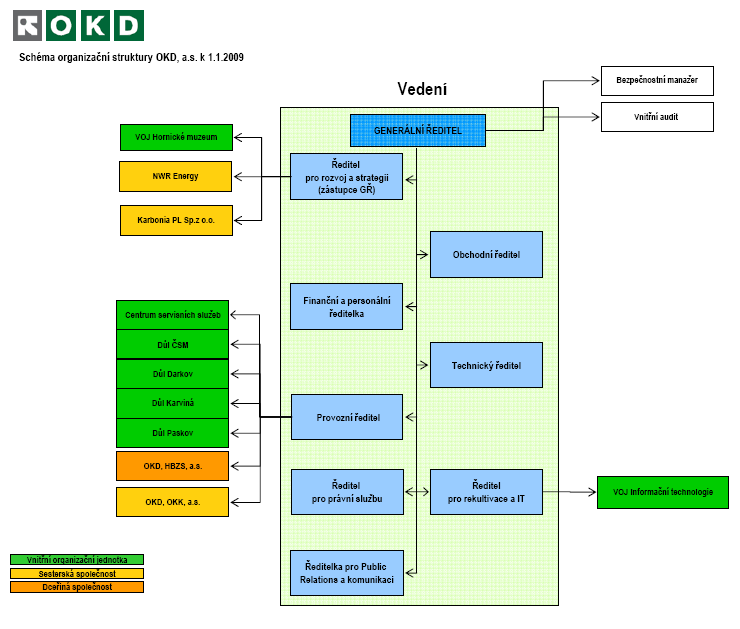 OKD
Schéma organizační struktury OKD, a.s. k 1.1.2009
Vedení
Bezpečnostní manažer
Vnitřní audit
GENERÁLNÍ ŘEDITEL
VOJ Hornické muzeum
NWR Energy
Karbonia PL Sp.z o.o.
Ředitel
pro rozvoj a strategii
(zástupce GŘ)
Obchodní ředitel
Finanční a personální
ředitelka
Centrum servisních služeb
Důl ČSM
Důl Darkov
Důl Karviná
Důl Paskov
OKD, HBZS, a.s.
OKD, OKK, a.s.
Technický ředitel
Provozní ředitel
Ředitel
pro právní službu
Ředitel
pro rekultivace a IT
VOJ Informační technologie
Ředitelka pro Public
Relations a komunikaci
Vnitřní organizační jednotka
Sesterská společnost
Dceřiná společnost